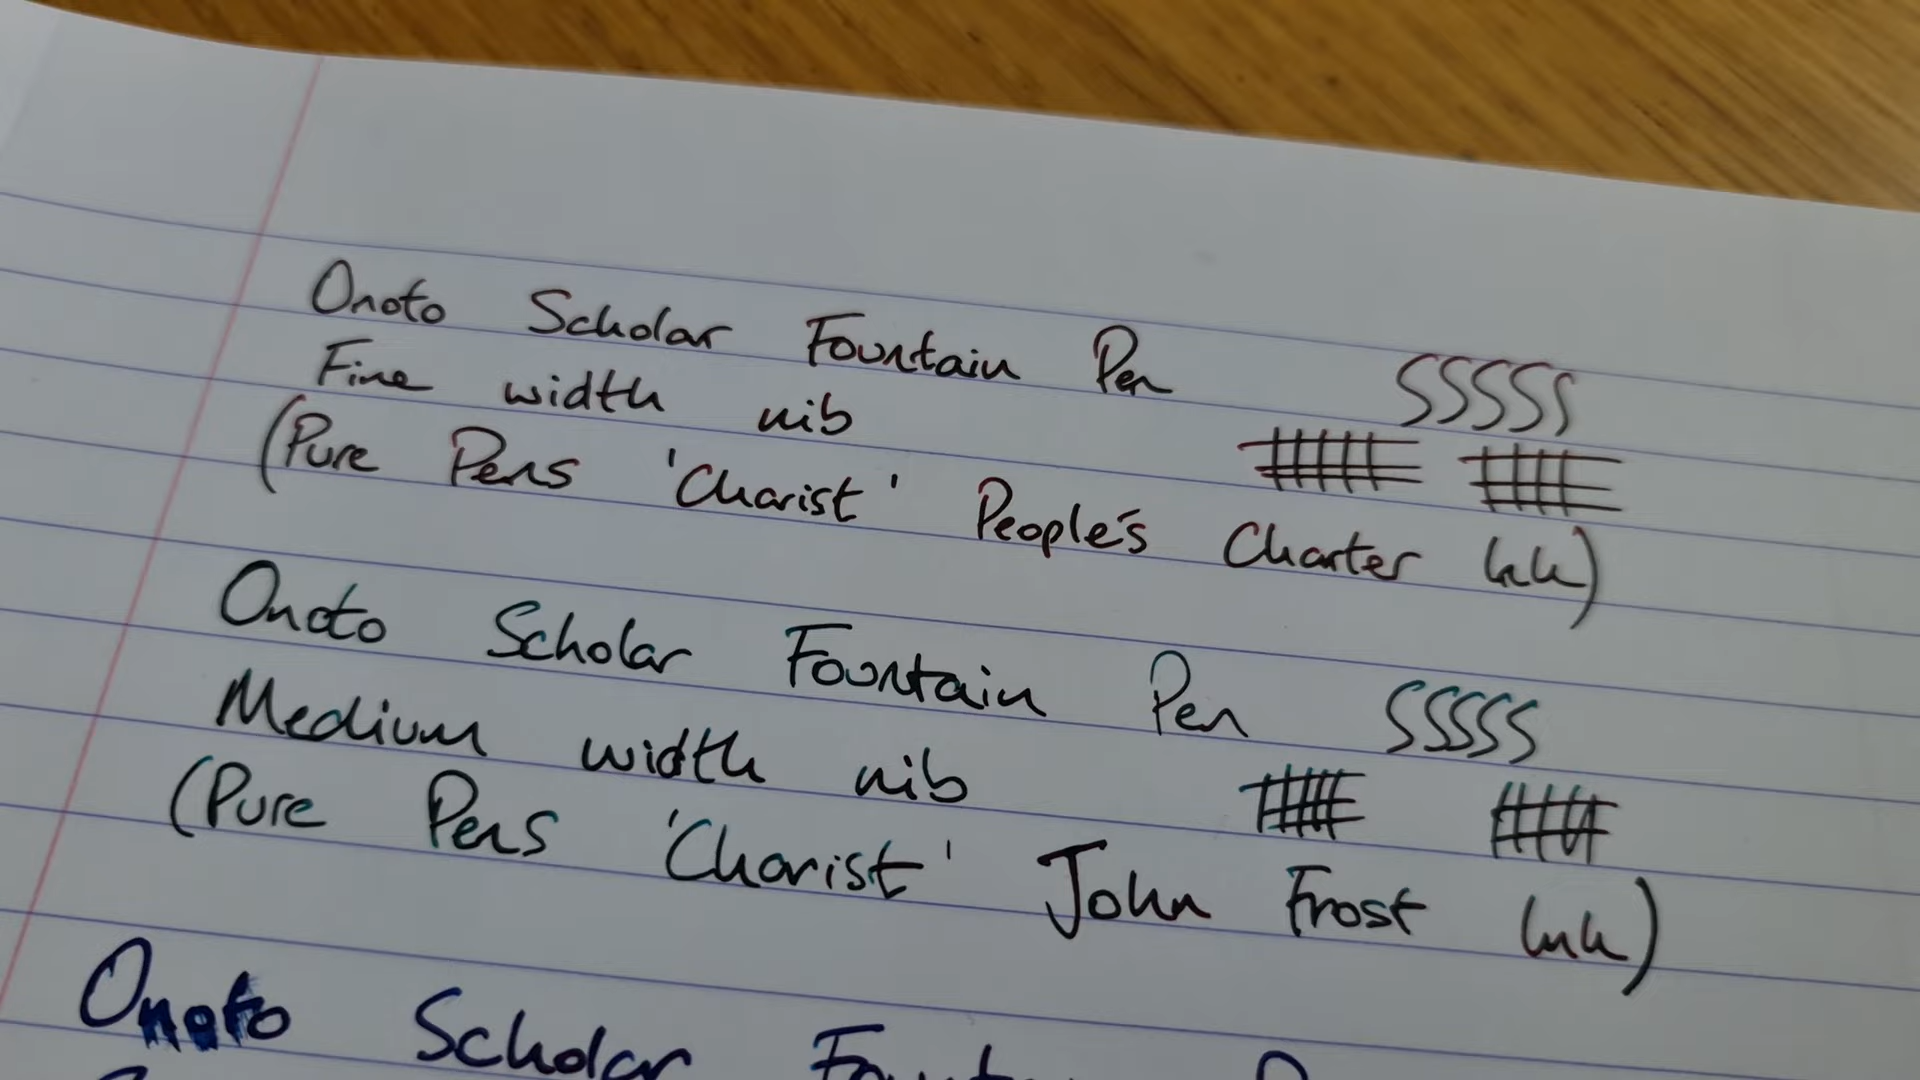 Onoto Scholar Fountain Pen SSSSS
Fine width nib
(Pure Pens 'Charist' People's Charter Ink)
Onoto Scholar Fountain Pen SSSSS
Medium width nib
(Pure Pens 'Charist' John Frost Ink)
Onoto Scholar